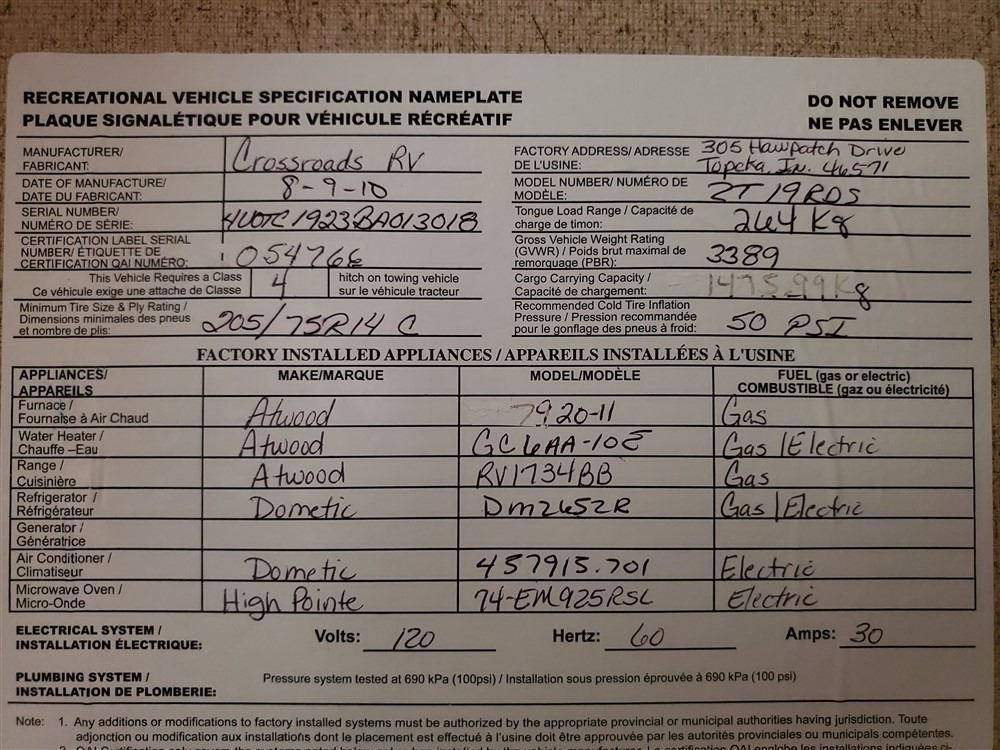 RECREATIONAL VEHICLE SPECIFICATION NAMEPLATE
PLAQUE SIGNALÉTIQUE POUR VÉHICULE RÉCRÉATIF
DO NOT REMOVE
NE PAS ENLEVER
MANUFACTURER/
FABRICANT: Crossroads RV
FACTORY ADDRESS/ ADRESSE 305 Hawpatch Drive
DE L'USINE: Topeka, In. 46571
DATE OF MANUFACTURE/
DATE DU FABRICANT: 8-9-10
MODEL NUMBER/ NUMÉRO DE
MODÈLE: ZT19RDS
SERIAL NUMBER/
NUMÉRO DE SÉRIE: 4V0TC1923BA013018
Tongue Load Range / Capacité de
charge de timon: 264 Kg
CERTIFICATION LABEL SERIAL
NUMBER/ ÉTIQUETTE DE
CERTIFICATION QAI NUMÉRO: 054766
Gross Vehicle Weight Rating
(GVWR) / Poids brut maximal de
remorquage (PBR): 3389
This Vehicle Requires a Class
Ce véhicule exige une attache de Classe
4
hitch on towing vehicle
sur le véhicule tracteur
Cargo Carrying Capacity /
Capacité de chargement: 1475.99 Kg
Minimum Tire Size & Ply Rating /
Dimensions minimales des pneus
et nombre de plis: 205/75R14 C
Recommended Cold Tire Inflation
Pressure / Pression recommandée
pour le gonflage des pneus à froid: 50 PSI
FACTORY INSTALLED APPLIANCES / APPAREILS INSTALLÉES À L'USINE
APPLIANCES/
APPAREILS
MAKE/MARQUE
MODEL/MODÈLE
FUEL (gas or electric)
COMBUSTIBLE (gaz ou électricité)
Furnace /
Fournaise à Air Chaud
Atwood 7920-11 Gas
Water Heater /
Chauffe –Eau
Atwood GC6AA-10E Gas/Electric
Range /
Cuisinière
Atwood RV1734BB Gas
Refrigerator /
Réfrigérateur
Dometic Dm2652R Gas/Electric
Generator /
Génératrice
Air Conditioner /
Climatiseur
Dometic 457915.701 Electric
Microwave Oven /
Micro-Onde
High Pointe 74-EM925RSL Electric
ELECTRICAL SYSTEM /
INSTALLATION ÉLECTRIQUE:
Volts: 120 Hertz: 60 Amps: 30
PLUMBING SYSTEM /
INSTALLATION DE PLOMBERIE:
Pressure system tested at 690 kPa (100psi) / Installation sous pression éprouvée à 690 kPa (100 psi)
Note: 1. Any additions or modifications to factory installed systems must be authorized by the appropriate provincial or municipal authorities having jurisdiction. Toute
adjonction ou modification aux installations dont le placement est effectué à l'usine doit être approuvée par les autorités provinciales ou municipales compétentes.